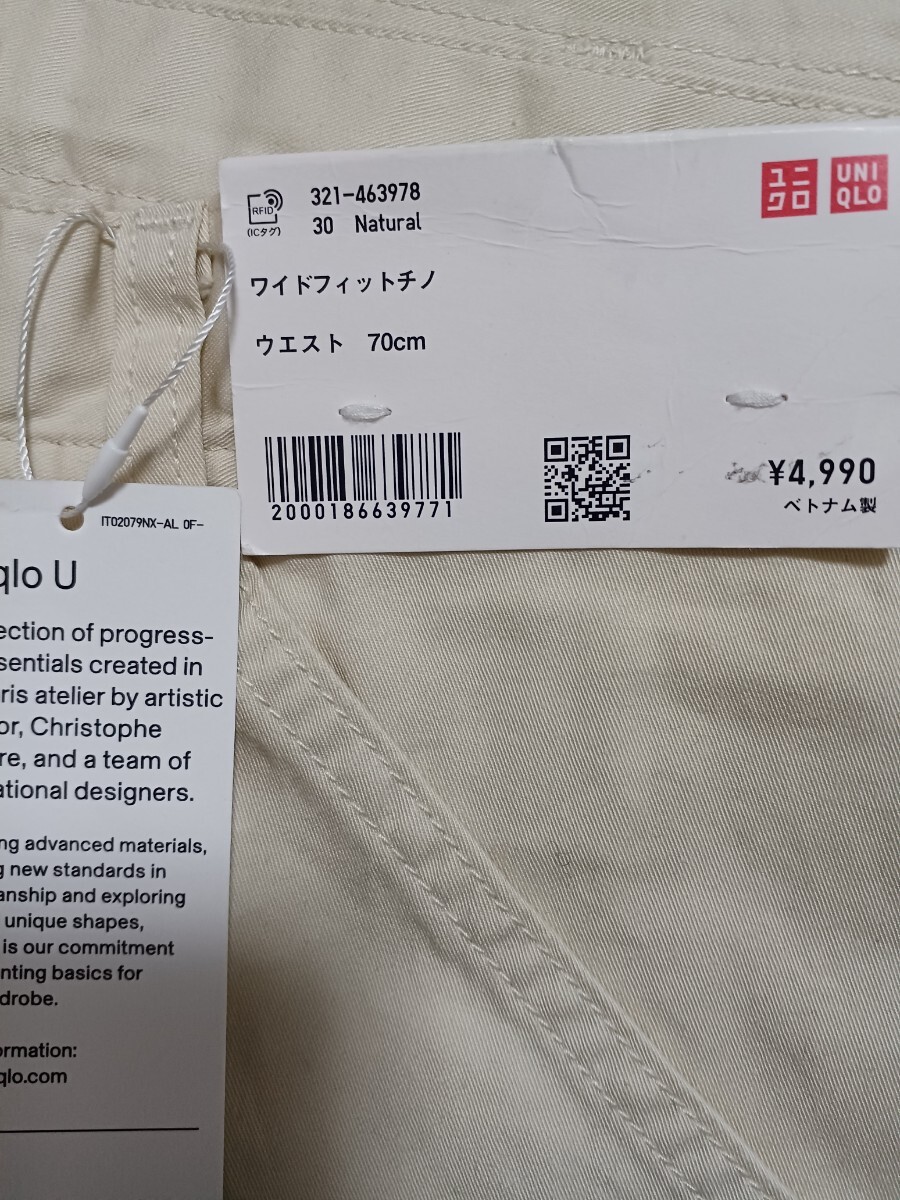 RFID
(ICタグ)
321-463978
30 Natural
ユニクロ
UNIQLO
ワイドフィットチノ
ウエスト 70cm
2000186639771
¥4,990
ベトナム製
IT02079NX-AL 0F-
qlo U
ection of progress-
sentials created in
ris atelier by artistic
or, Christophe
re, and a team of
ational designers.
ng advanced materials,
g new standards in
anship and exploring
unique shapes,
is our commitment
nting basics for
drobe.
ormation:
qlo.com